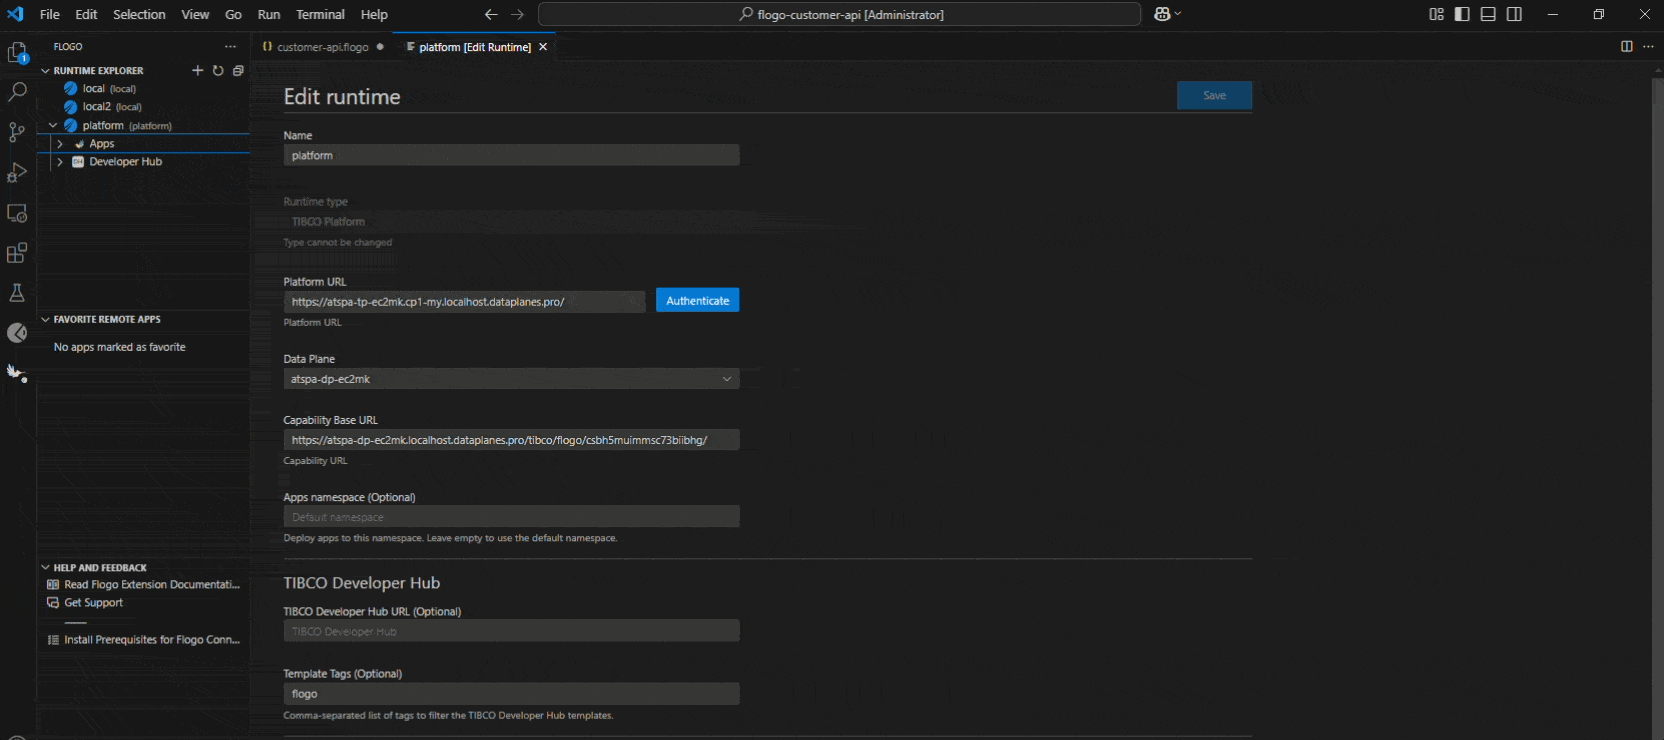 File Edit Selection View Go Run Terminal Help
flogo-customer-api [Administrator]
FLOGO
customer-api.flogo
platform [Edit Runtime]
1
RUNTIME EXPLORER
local (local)
local2 (local)
platform (platform)
Apps
DH Developer Hub
FAVORITE REMOTE APPS
No apps marked as favorite
HELP AND FEEDBACK
Read Flogo Extension Documentati...
Get Support
Install Prerequisites for Flogo Conn...
Edit runtime
Save
Name
platform
Runtime type
TIBCO Platform
Type cannot be changed
Platform URL
https://atspa-tp-ec2mk.cp1-my.localhost.dataplanes.pro/
Authenticate
Platform URL
Data Plane
atspa-dp-ec2mk
Capability Base URL
https://atspa-dp-ec2mk.localhost.dataplanes.pro/tibco/flogo/csbh5muimmsc73biibhg/
Capability URL
Apps namespace (Optional)
Default namespace
Deploy apps to this namespace. Leave empty to use the default namespace.
TIBCO Developer Hub
TIBCO Developer Hub URL (Optional)
TIBCO Developer Hub
Template Tags (Optional)
flogo
Comma-separated list of tags to filter the TIBCO Developer Hub templates.